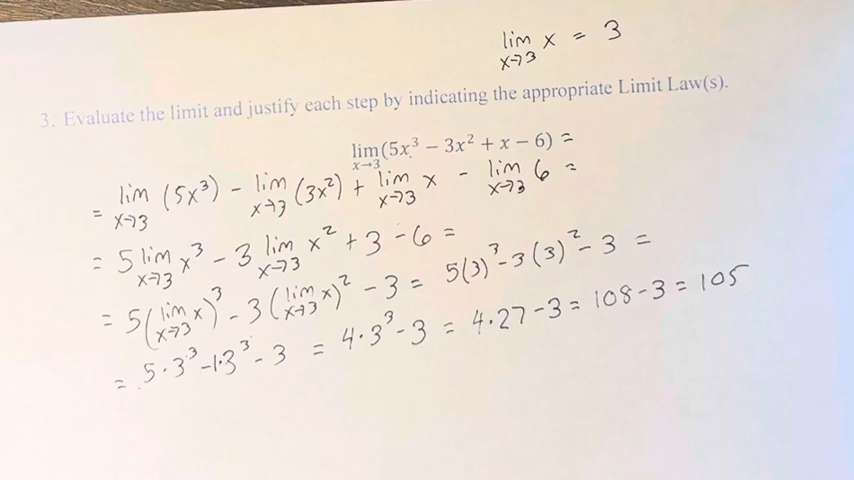 lim x = 3
x→3
3. Evaluate the limit and justify each step by indicating the appropriate Limit Law(s).
lim (5x³ − 3x² + x − 6) =
x→3
= lim (5x³) − lim (3x²) + lim x − lim 6 =
x→3 x→3 x→3 x→3
= 5 lim x³ − 3 lim x² + 3 − 6 =
x→3 x→3
= 5(lim x)³ − 3(lim x)² − 3 = 5(3)³ − 3(3)² − 3 =
x→3 x→3
= 5·3³ − 1·3³ − 3 = 4·3³ − 3 = 4·27 − 3 = 108 − 3 = 105